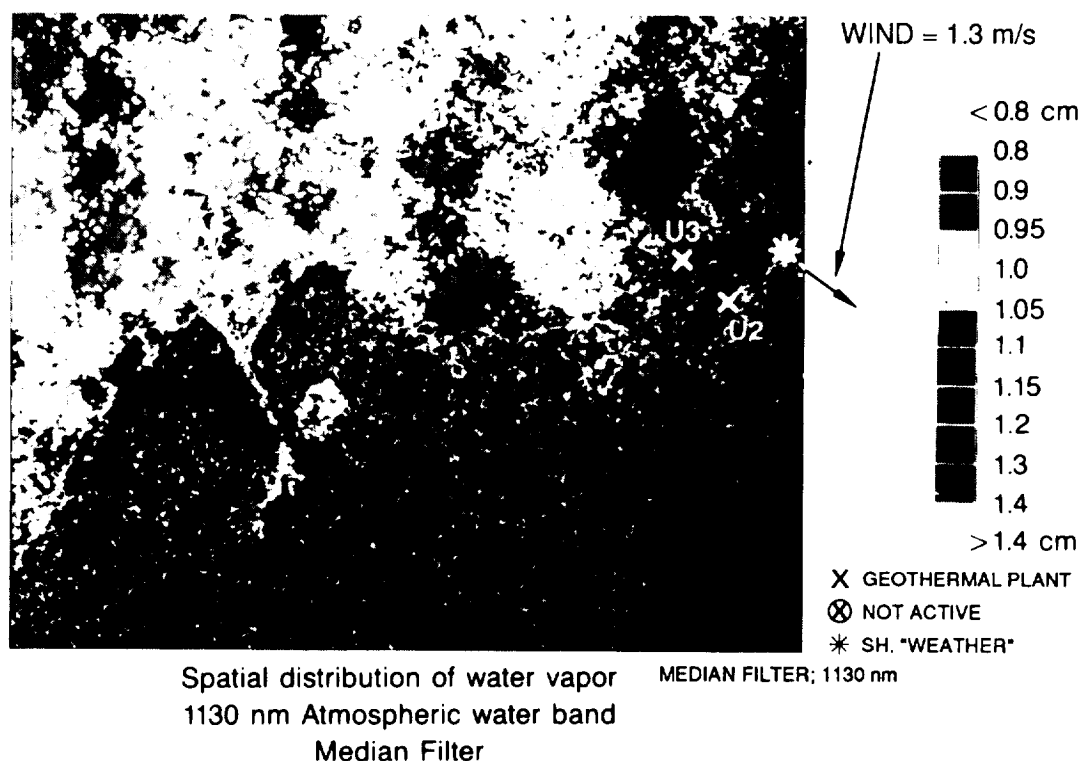 WIND = 1.3 m/s
< 0.8 cm
0.8
0.9
0.95
1.0
1.05
1.1
1.15
1.2
1.3
1.4
> 1.4 cm
U3
U2
X GEOTHERMAL PLANT
⊗ NOT ACTIVE
✳ SH. "WEATHER"
MEDIAN FILTER; 1130 nm
Spatial distribution of water vapor
1130 nm Atmospheric water band
Median Filter